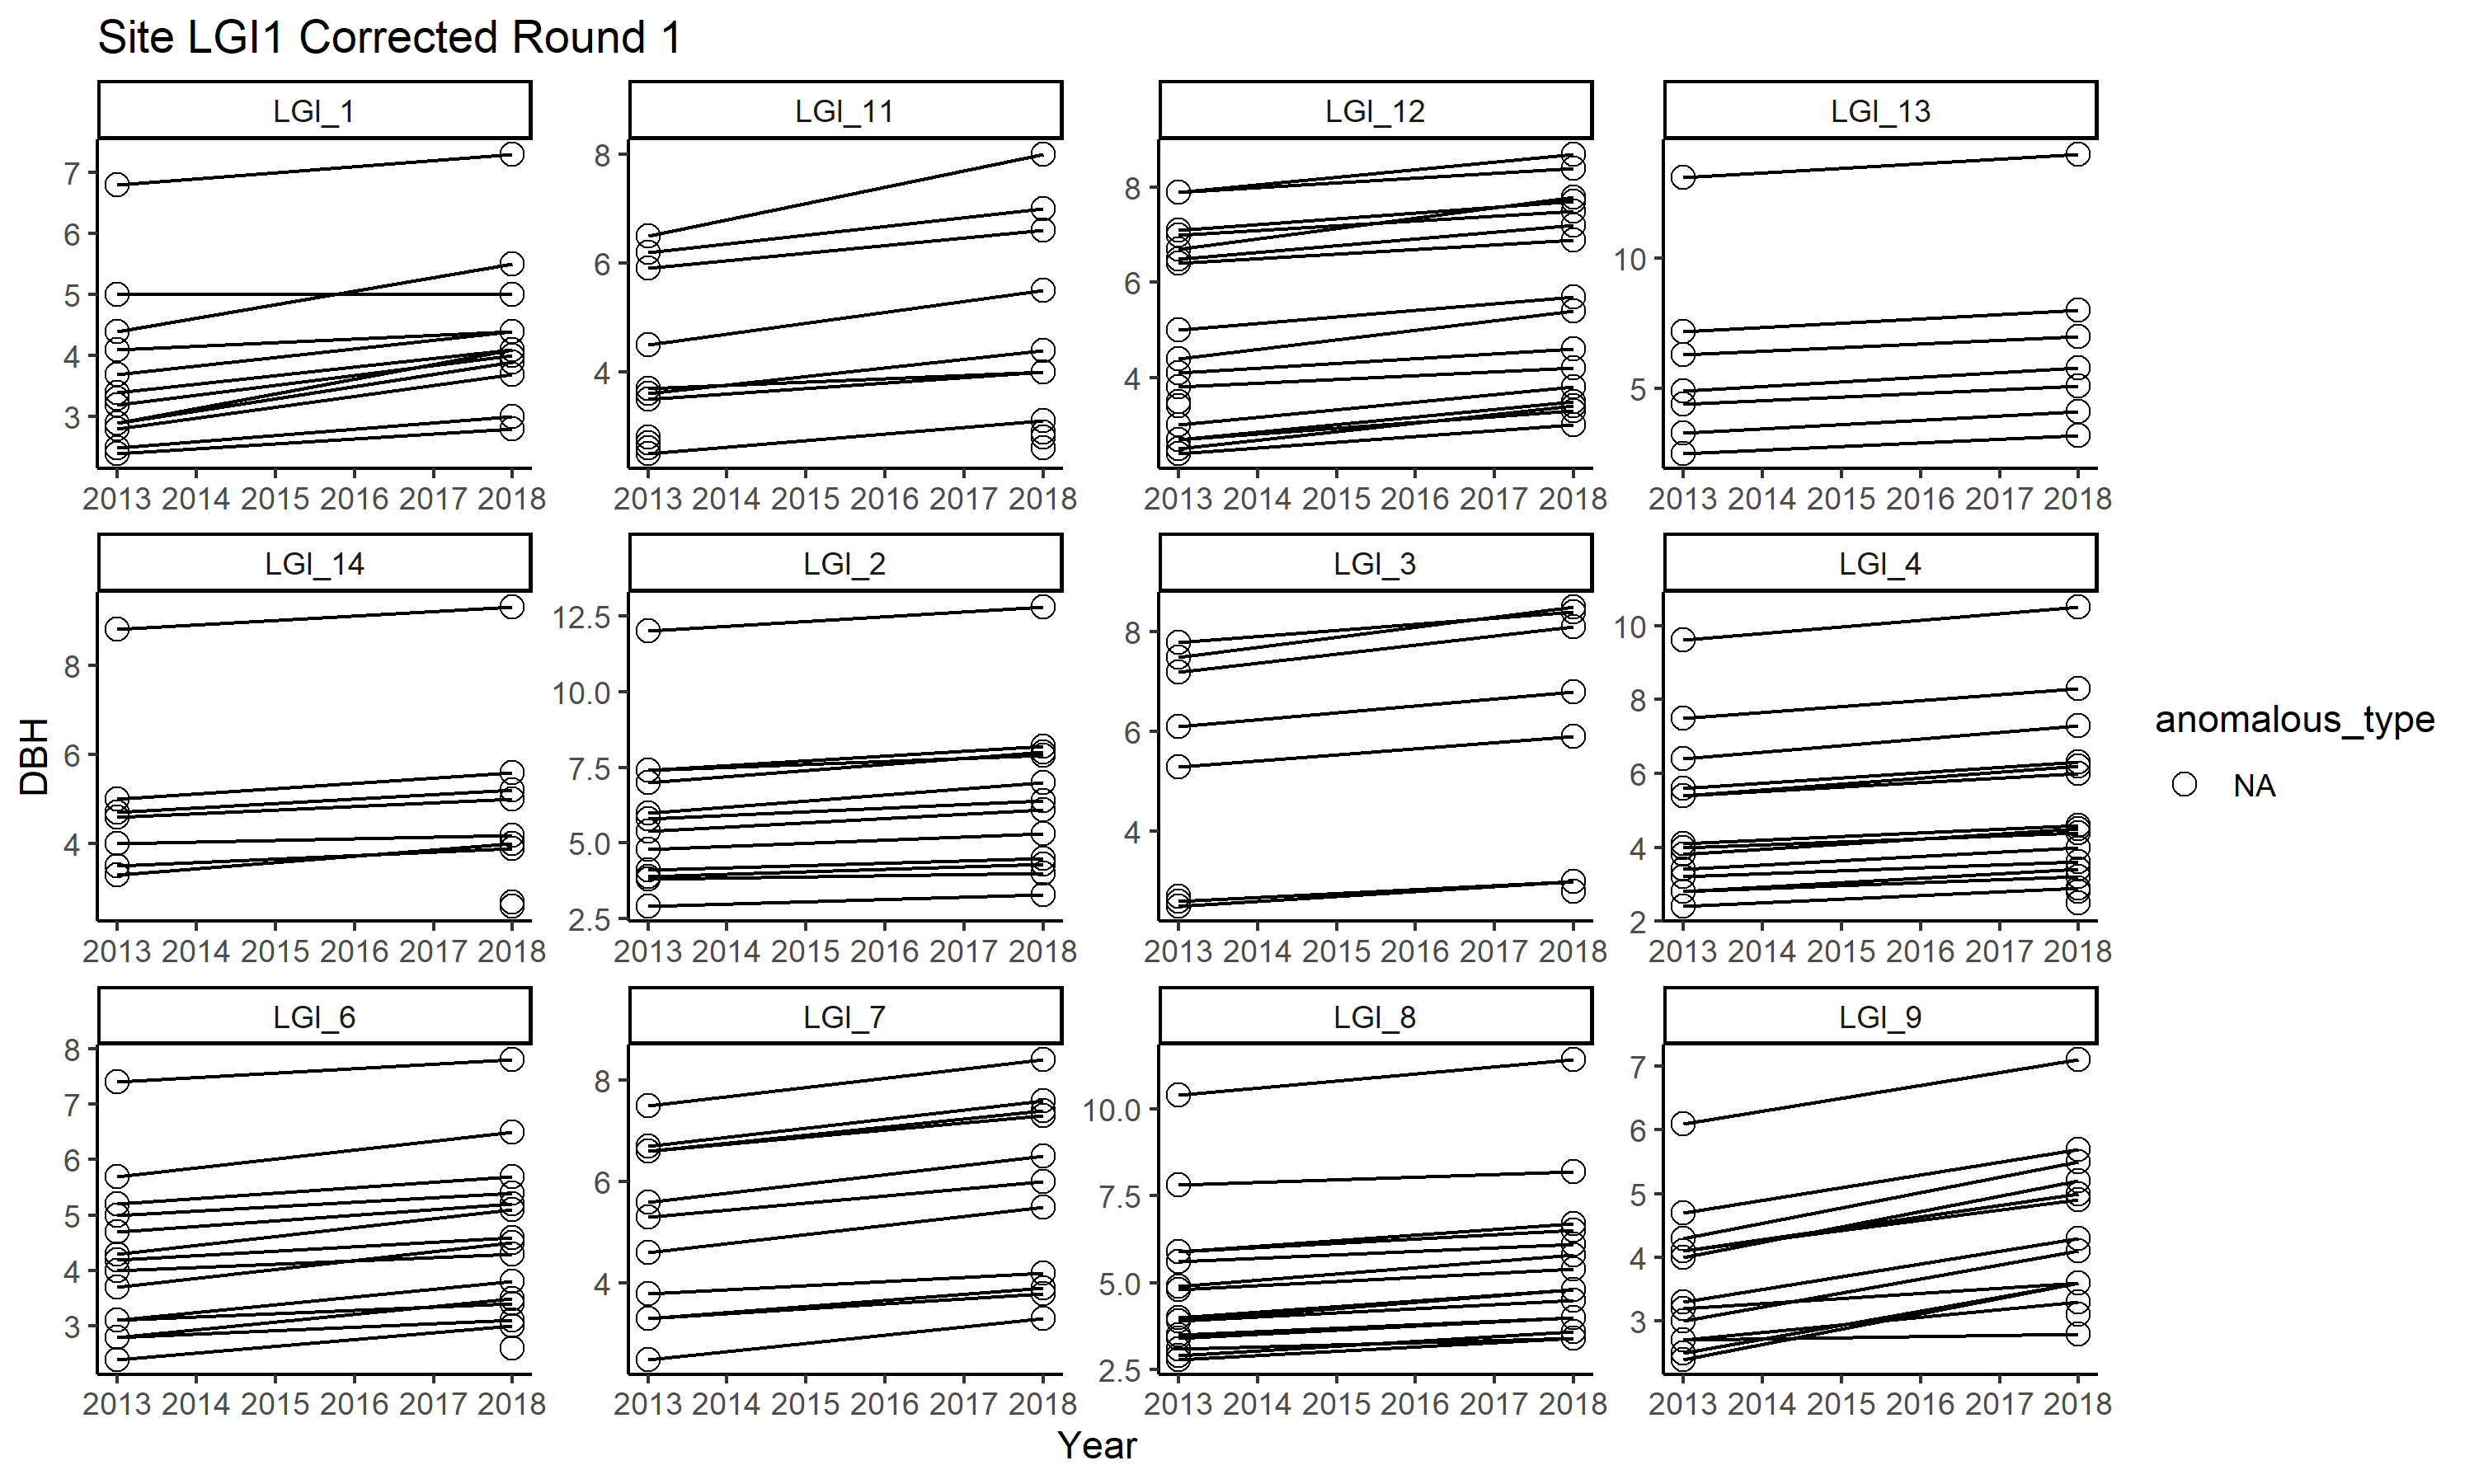 Site LGI1 Corrected Round 1
LGI_1 LGI_11 LGI_12 LGI_13
7 6 5 4 3
8 6 4
8 6 4
10 5
2013 2014 2015 2016 2017 2018 2013 2014 2015 2016 2017 2018 2013 2014 2015 2016 2017 2018 2013 2014 2015 2016 2017 2018
LGI_14 LGI_2 LGI_3 LGI_4
8 6 4
12.5 10.0 7.5 5.0 2.5
8 6 4
10 8 6 4 2
2013 2014 2015 2016 2017 2018 2013 2014 2015 2016 2017 2018 2013 2014 2015 2016 2017 2018 2013 2014 2015 2016 2017 2018
LGI_6 LGI_7 LGI_8 LGI_9
8 7 6 5 4 3
8 6 4
10.0 7.5 5.0 2.5
7 6 5 4 3
2013 2014 2015 2016 2017 2018 2013 2014 2015 2016 2017 2018 2013 2014 2015 2016 2017 2018 2013 2014 2015 2016 2017 2018
DBH
Year
anomalous_type
NA